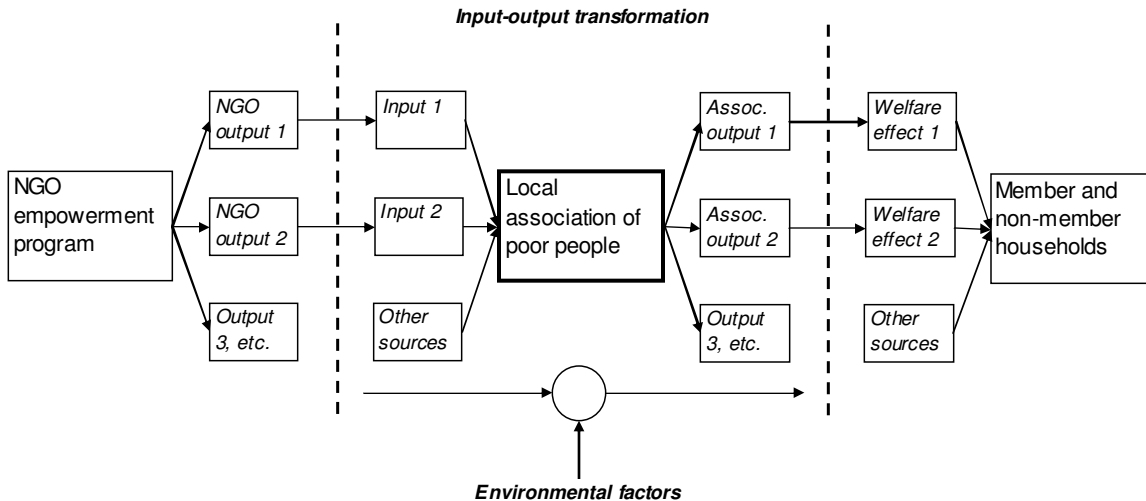 Input-output transformation
NGO
empowerment
program
NGO
output 1
NGO
output 2
Output
3, etc.
Input 1
Input 2
Other
sources
Local
association of
poor people
Assoc.
output 1
Assoc.
output 2
Output
3, etc.
Welfare
effect 1
Welfare
effect 2
Other
sources
Member and
non-member
households
Environmental factors